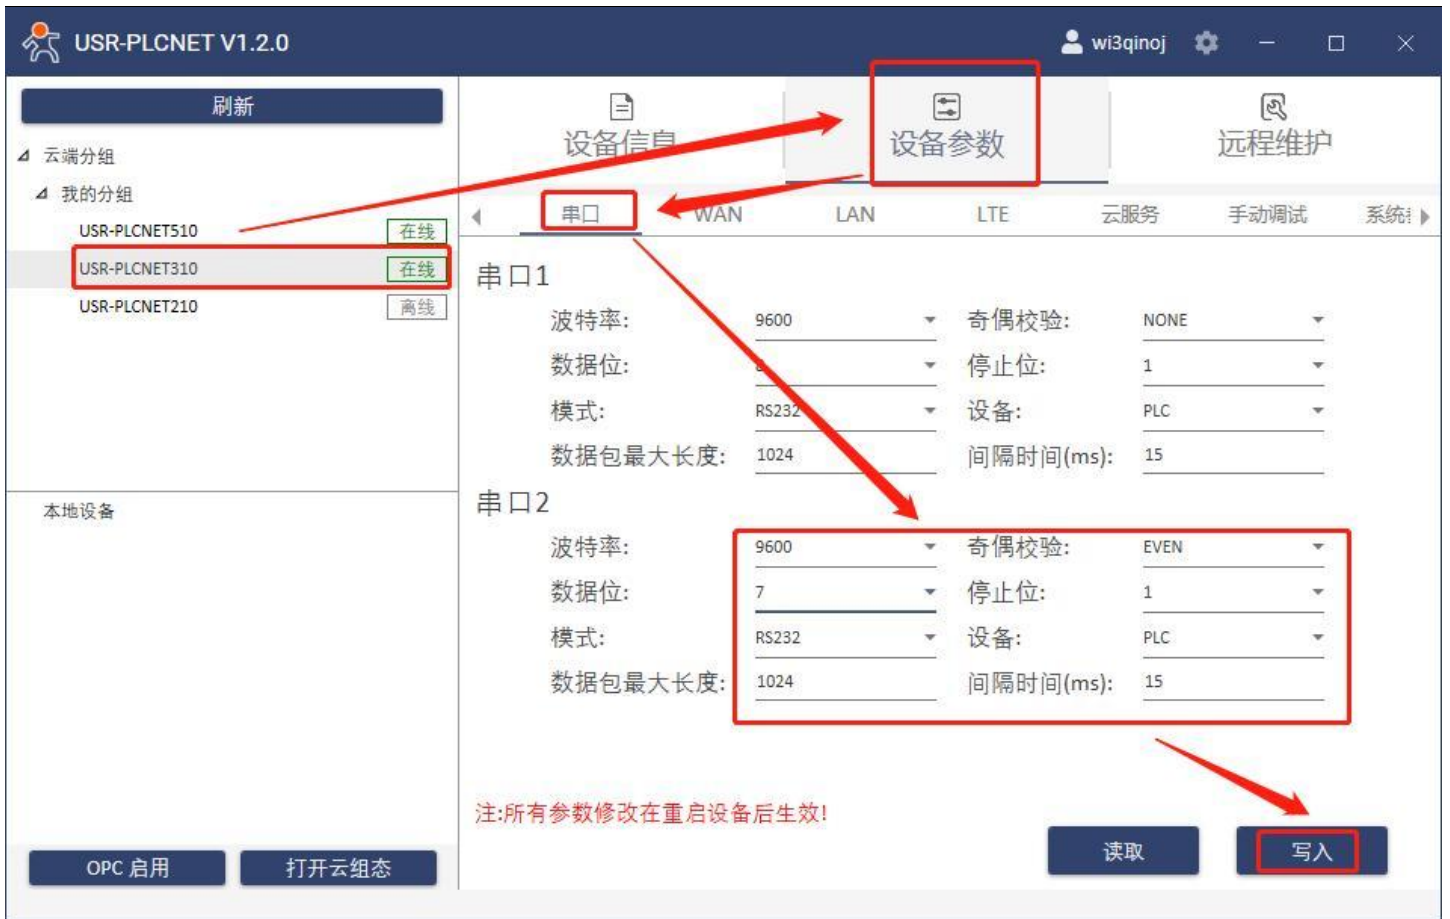 USR-PLCNET V1.2.0
wi3qinoj
刷新
云端分组
我的分组
USR-PLCNET510 在线
USR-PLCNET310 在线
USR-PLCNET210 离线
本地设备
OPC 启用
打开云组态
设备信息
设备参数
远程维护
串口 WAN LAN LTE 云服务 手动调试 系统
串口1
波特率: 9600 奇偶校验: NONE
数据位: 停止位: 1
模式: RS232 设备: PLC
数据包最大长度: 1024 间隔时间(ms): 15
串口2
波特率: 9600 奇偶校验: EVEN
数据位: 7 停止位: 1
模式: RS232 设备: PLC
数据包最大长度: 1024 间隔时间(ms): 15
注:所有参数修改在重启设备后生效!
读取
写入